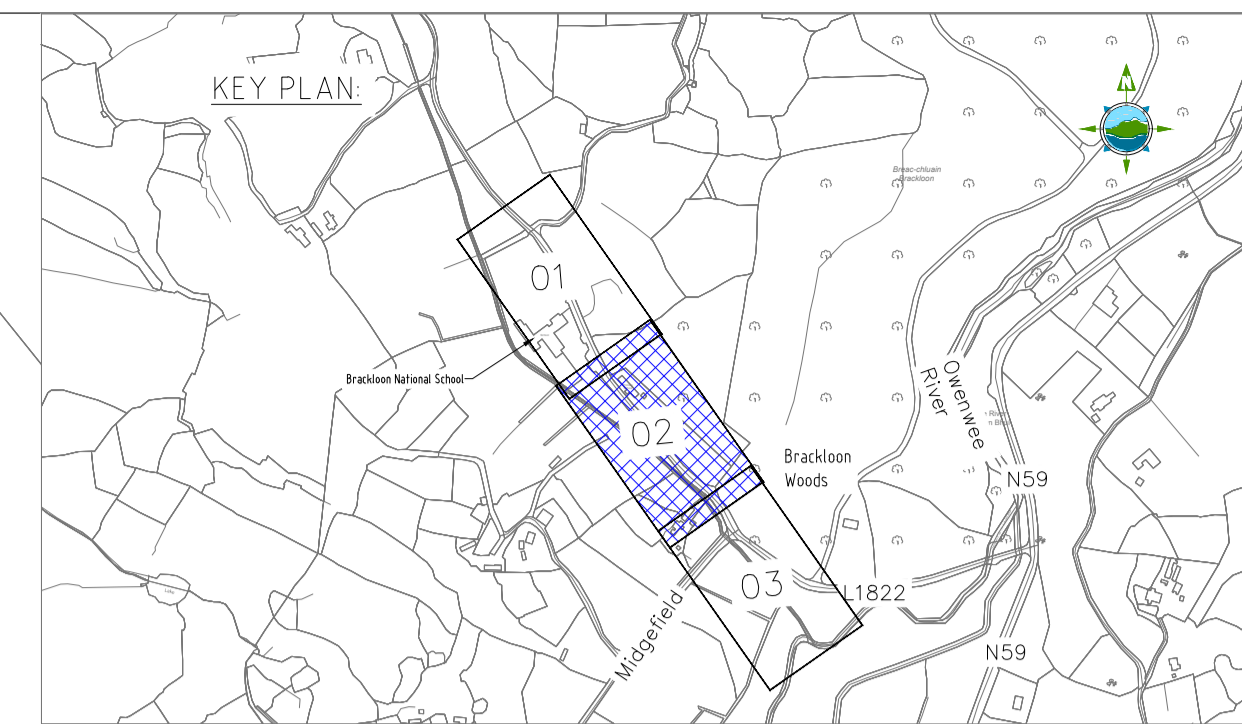 KEY PLAN:
N
Breac-chluain
Brackloon
01
Brackloon National School
02
Owenwee
River
Brackloon
Woods
N59
03
L1822
Lake
Midgefield
N59